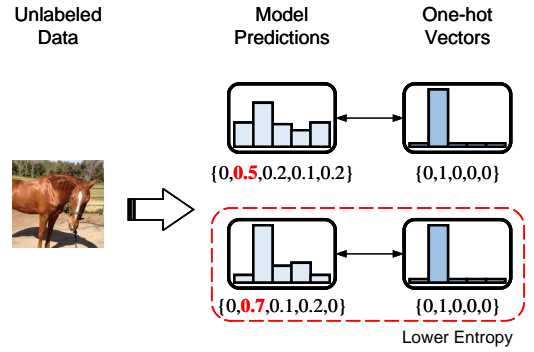 Unlabeled
Data
Model
Predictions
One-hot
Vectors
{0,0.5,0.2,0.1,0.2}
{0,1,0,0,0}
{0,0.7,0.1,0.2,0}
{0,1,0,0,0}
Lower Entropy